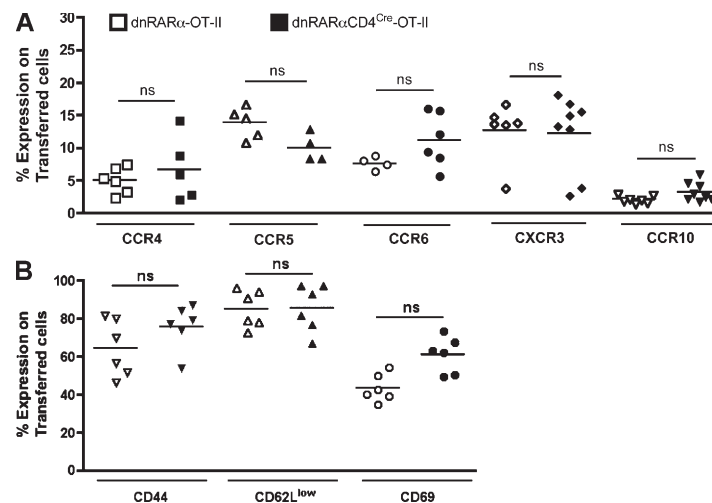 A
30
25
20
15
10
5
0
% Expression on
Transferred cells
dnRARα-OT-II
dnRARαCD4Cre-OT-II
ns ns ns ns ns
CCR4 CCR5 CCR6 CXCR3 CCR10
B
100
80
60
40
20
0
% Expression on
Transferred cells
ns ns ns
CD44 CD62Llow CD69